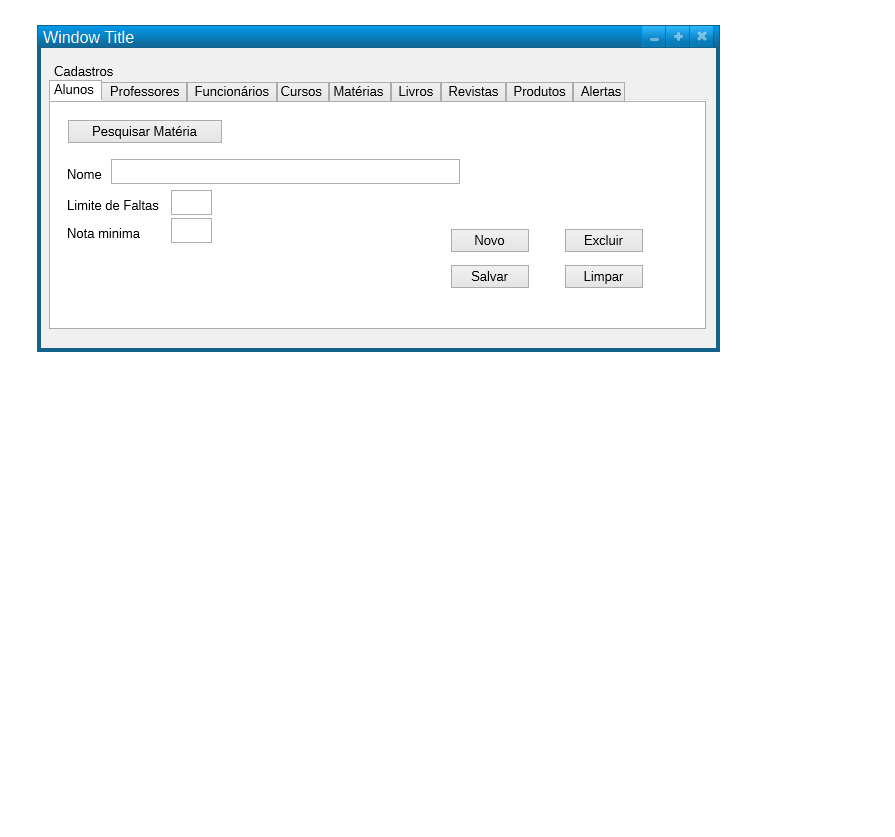 Window Title
Cadastros
Alunos Professores Funcionários Cursos Matérias Livros Revistas Produtos Alertas
Pesquisar Matéria
Nome
Limite de Faltas
Nota minima
Novo Excluir
Salvar Limpar